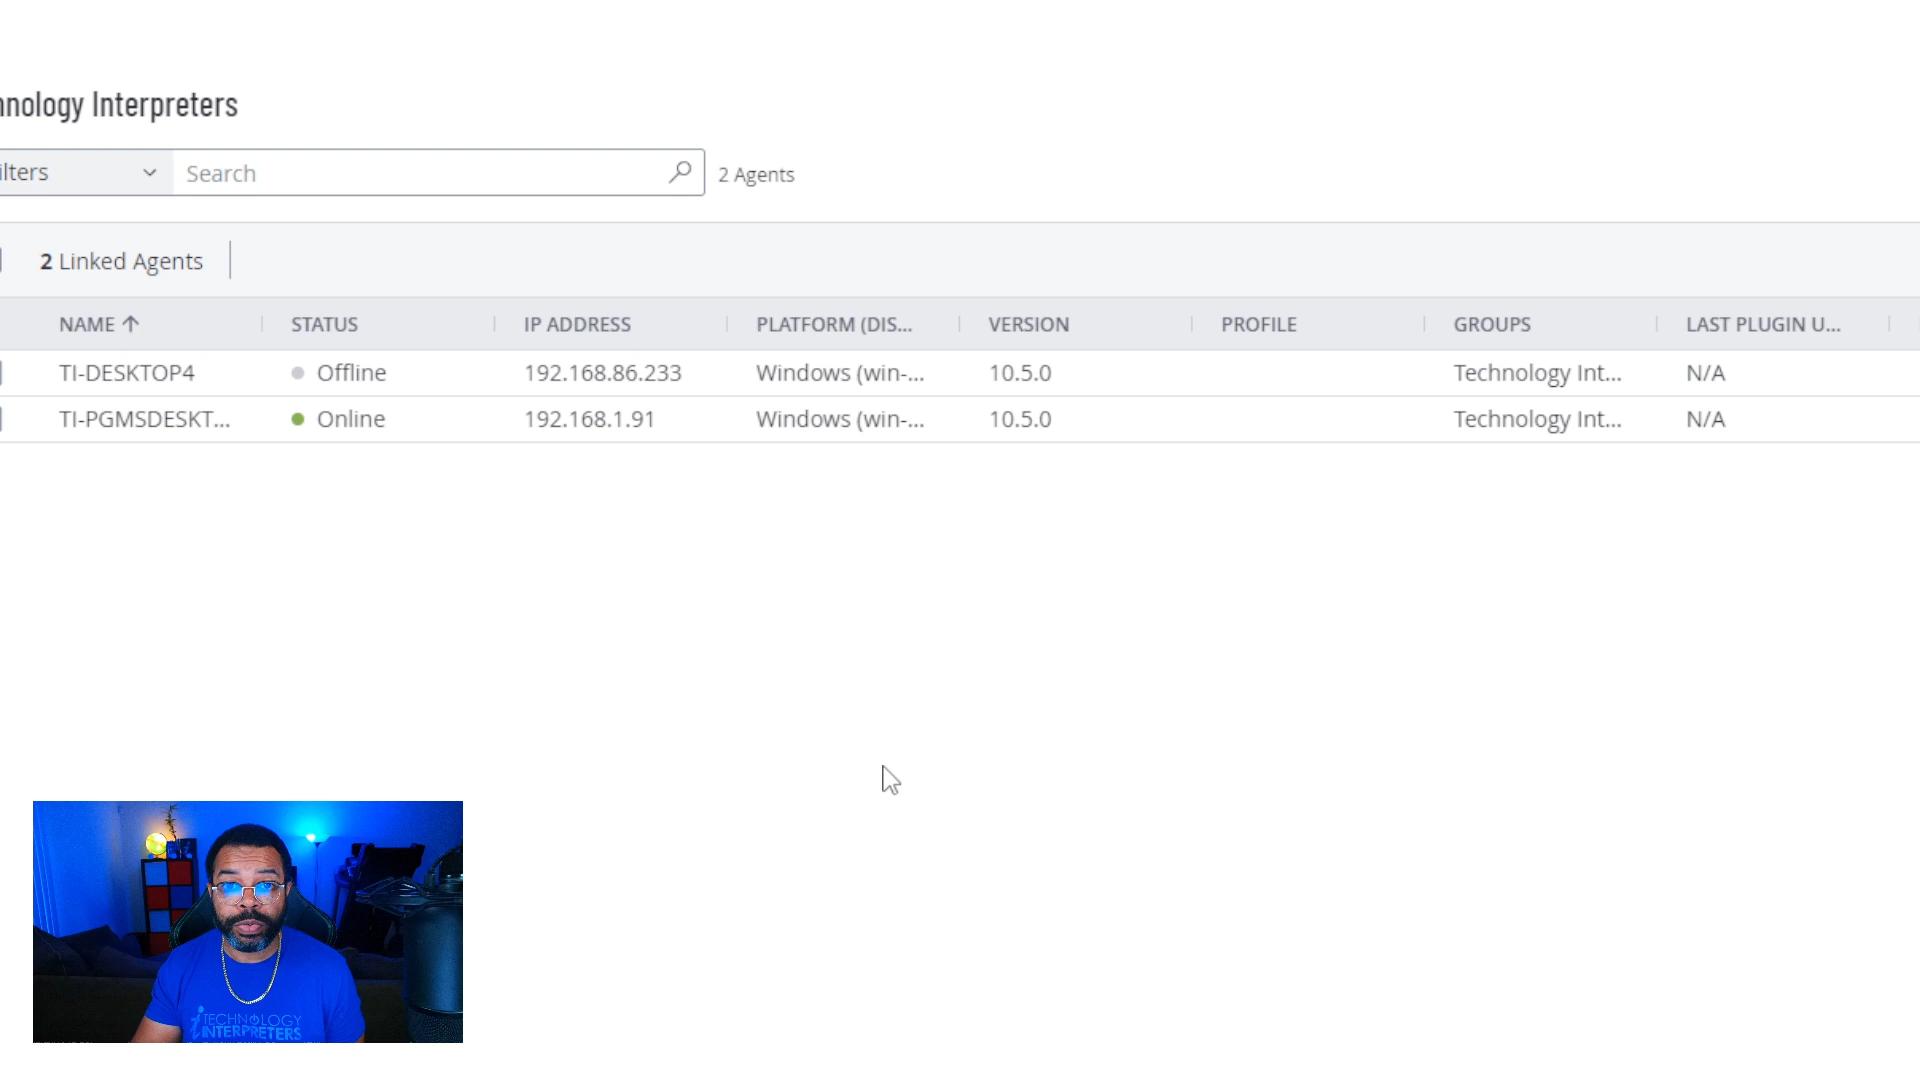 nology Interpreters
ilters Search 2 Agents
2 Linked Agents
NAME STATUS IP ADDRESS PLATFORM (DIS... VERSION PROFILE GROUPS LAST PLUGIN U...
TI-DESKTOP4 Offline 192.168.86.233 Windows (win-... 10.5.0 Technology Int... N/A
TI-PGMSDESKT... Online 192.168.1.91 Windows (win-... 10.5.0 Technology Int... N/A
TECHNOLOGY
INTERPRETERS